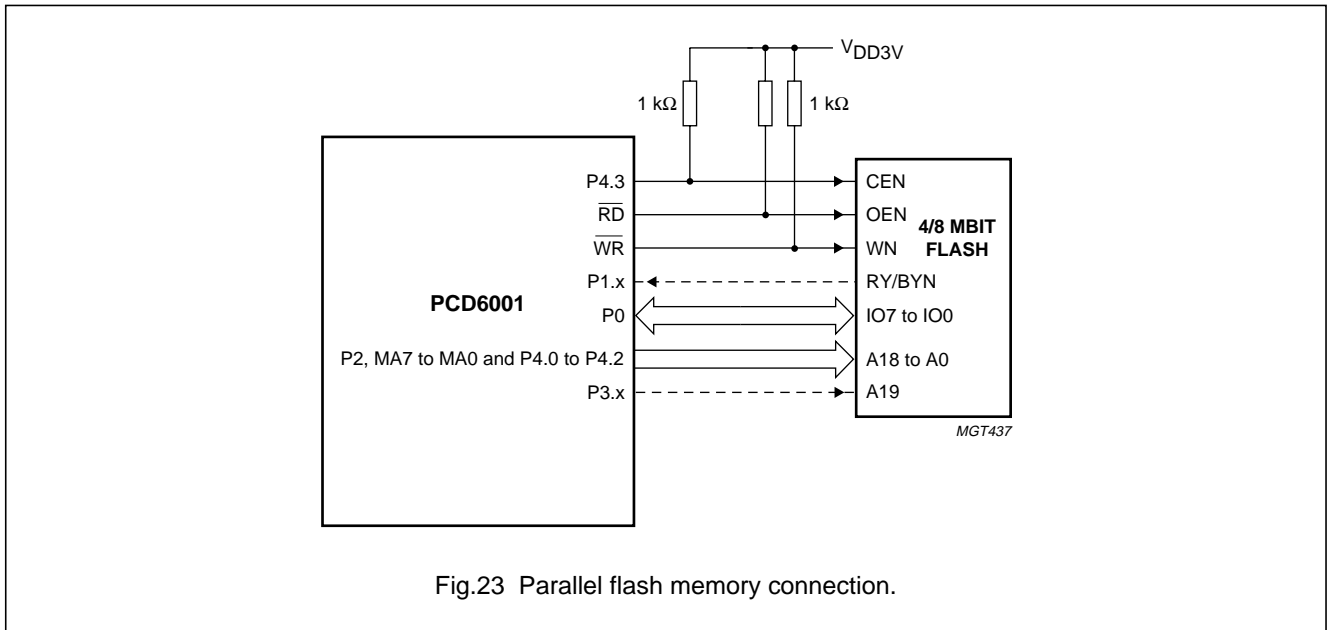 VDD3V
1 kΩ
1 kΩ
P4.3
RD
WR
P1.x
PCD6001
P0
P2, MA7 to MA0 and P4.0 to P4.2
P3.x
CEN
OEN
4/8 MBIT
FLASH
WN
RY/BYN
IO7 to IO0
A18 to A0
A19
MGT437
Fig.23 Parallel flash memory connection.